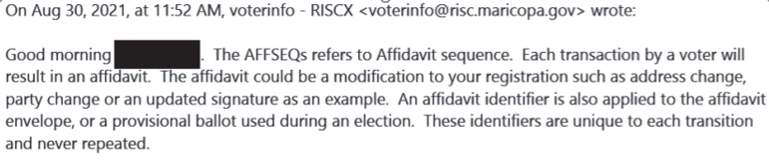 On Aug 30, 2021, at 11:52 AM, voterinfo - RISCX <voterinfo@risc.maricopa.gov> wrote:
Good morning . The AFFSEQs refers to Affidavit sequence. Each transaction by a voter will
result in an affidavit. The affidavit could be a modification to your registration such as address change,
party change or an updated signature as an example. An affidavit identifier is also applied to the affidavit
envelope, or a provisional ballot used during an election. These identifiers are unique to each transition
and never repeated.